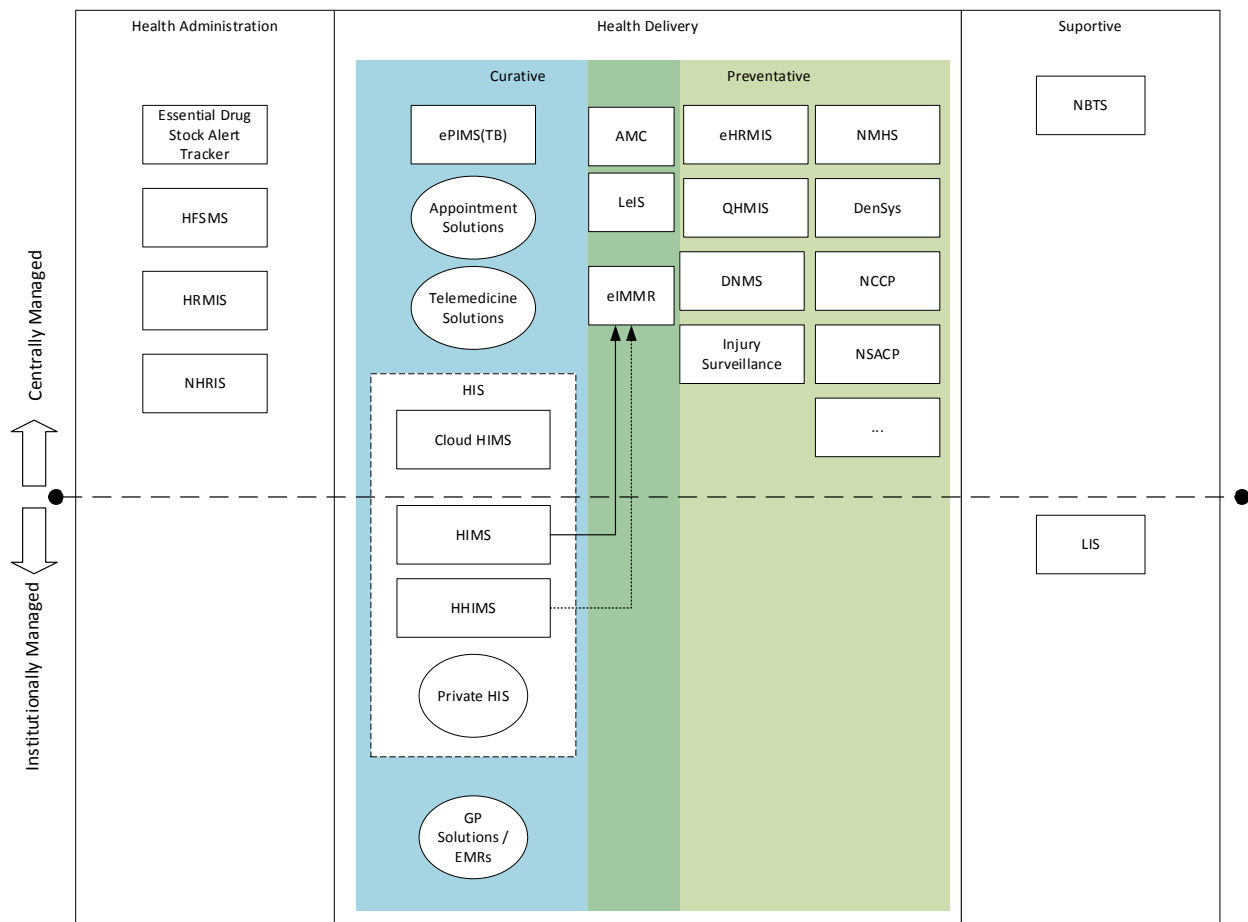 Health Administration
Health Delivery
Suportive
Curative
Preventative
Essential Drug
Stock Alert
Tracker
HFSMS
HRMIS
NHRIS
ePIMS(TB)
Appointment
Solutions
Telemedicine
Solutions
HIS
Cloud HIMS
HIMS
HHIMS
Private HIS
GP
Solutions /
EMRs
AMC
LeIS
eIMMR
eHRMIS
NMHS
QHMIS
DenSys
DNMS
NCCP
Injury
Surveillance
NSACP
...
NBTS
LIS
Centrally Managed
Institutionally Managed